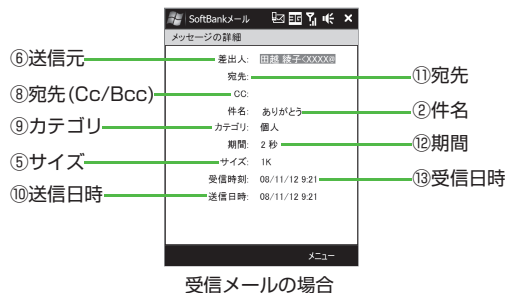 SoftBankメール
メッセージの詳細
⑥送信元
差出人: 田越 綾子<XXXX@
宛先:
⑪宛先
⑧宛先(Cc/Bcc)
CC:
件名: ありがとう
②件名
⑨カテゴリ
カテゴリ: 個人
期間: 2 秒
⑫期間
⑤サイズ
サイズ: 1K
受信時刻: 08/11/12 9:21
⑬受信日時
⑩送信日時
送信日時: 08/11/12 9:21
メニュー
受信メールの場合